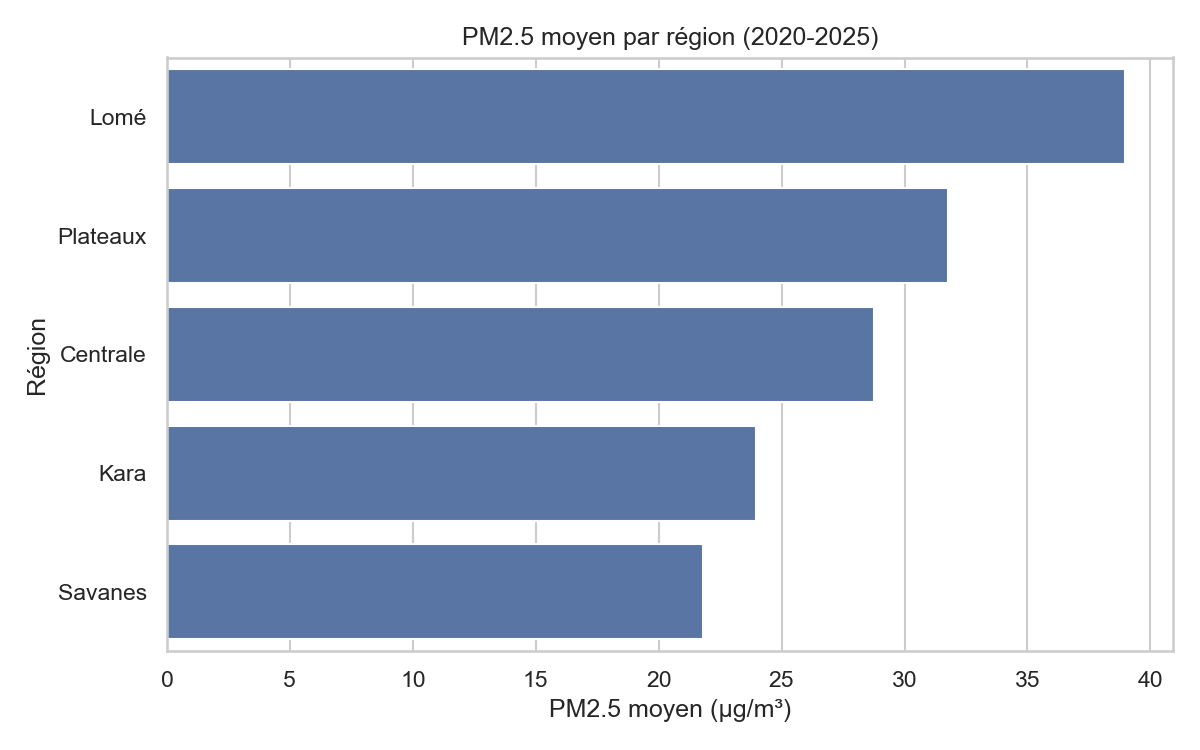 PM2.5 moyen par région (2020-2025)
Région
Lomé
Plateaux
Centrale
Kara
Savanes
0 5 10 15 20 25 30 35 40
PM2.5 moyen (µg/m³)